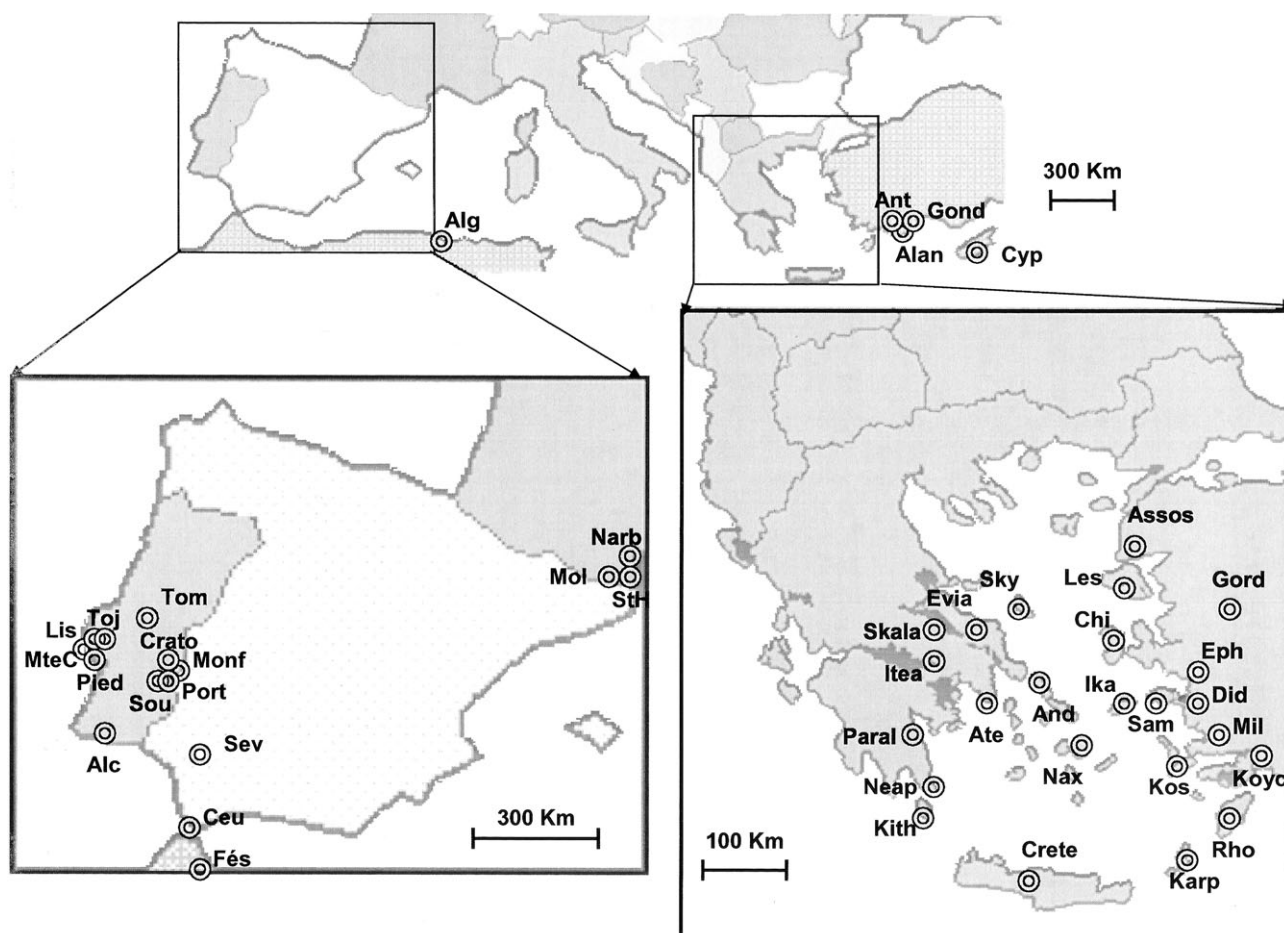 300 Km
Ant
Gond
Alg
Alan
Cyp
Narb
Mol
StH
Tom
Toj
Lis
Crato
MteC
Monf
Pied
Port
Sou
Alc
Sev
Ceu
Fés
300 Km
Assos
Les
Gord
Sky
Evia
Chi
Skala
Eph
Itea
Ika
Did
And
Sam
Mil
Paral
Ate
Nax
Kos
Koyc
Neap
Kith
100 Km
Crete
Rho
Karp